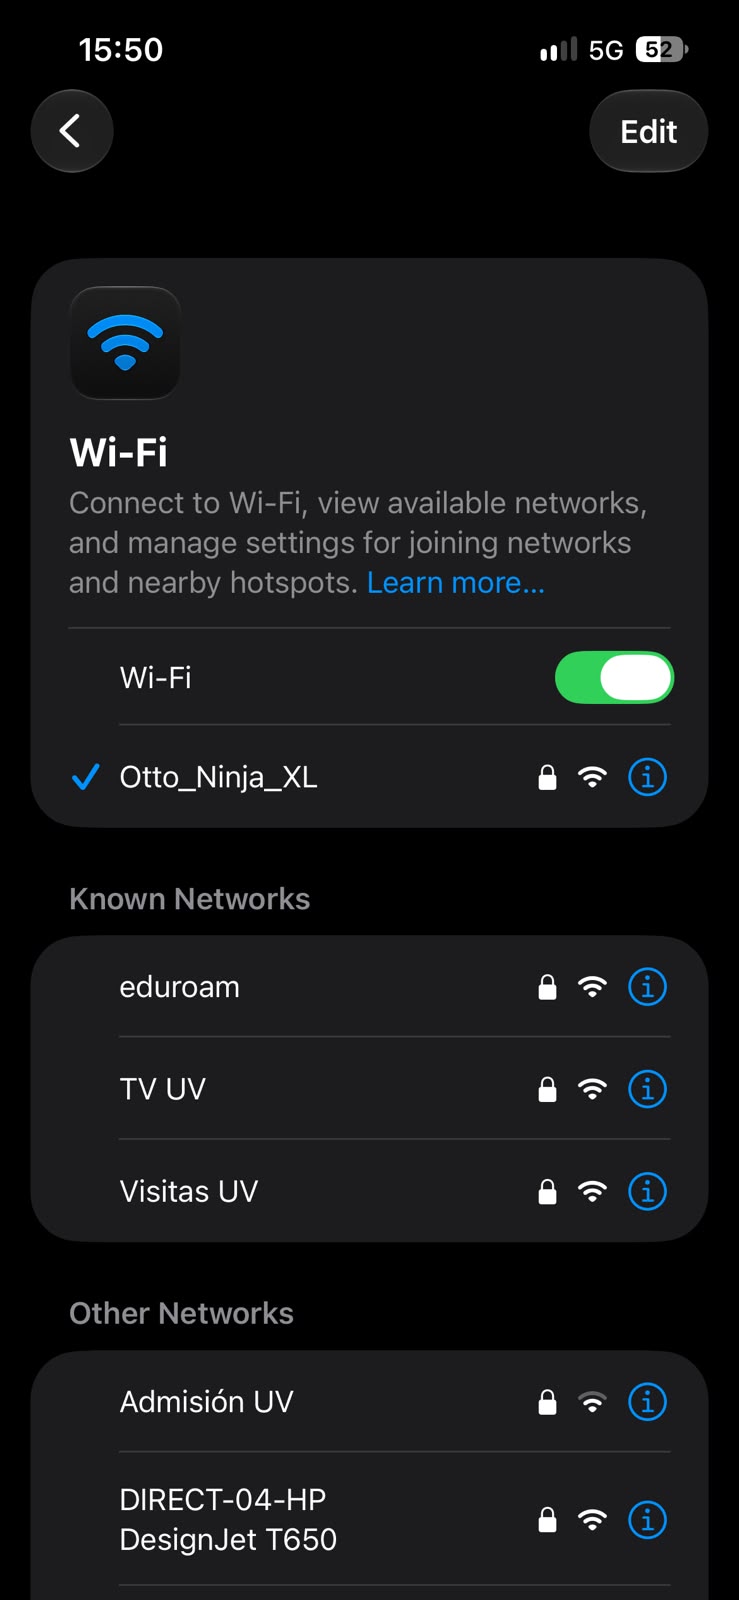 15:50
5G 52
Edit
Wi-Fi
Connect to Wi-Fi, view available networks,
and manage settings for joining networks
and nearby hotspots. Learn more...
Wi-Fi
Otto_Ninja_XL
Known Networks
eduroam
TV UV
Visitas UV
Other Networks
Admisión UV
DIRECT-04-HP
DesignJet T650